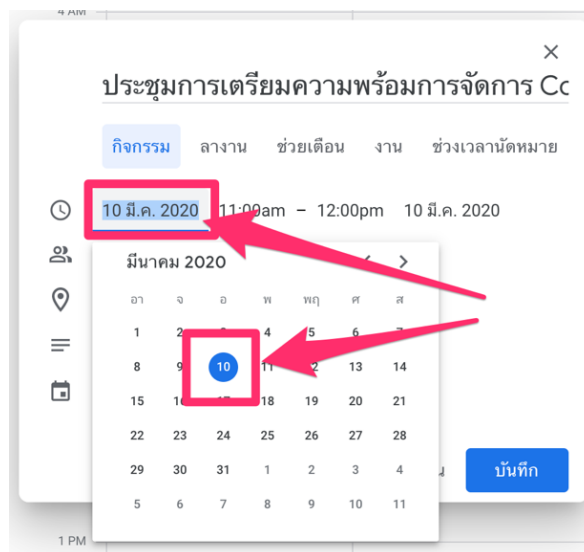 4 AM
ประชุมการเตรียมความพร้อมการจัดการ Co
กิจกรรม ลางาน ช่วยเตือน งาน ช่วงเวลานัดหมาย
10 มี.ค. 2020 11:00am – 12:00pm 10 มี.ค. 2020
มีนาคม 2020
อา จ อ พ พฤ ศ ส
1 2 3 4 5 6 7
8 9 10 11 12 13 14
15 16 17 18 19 20 21
22 23 24 25 26 27 28
29 30 31 1 2 3 4
5 6 7 8 9 10 11
บันทึก
1 PM